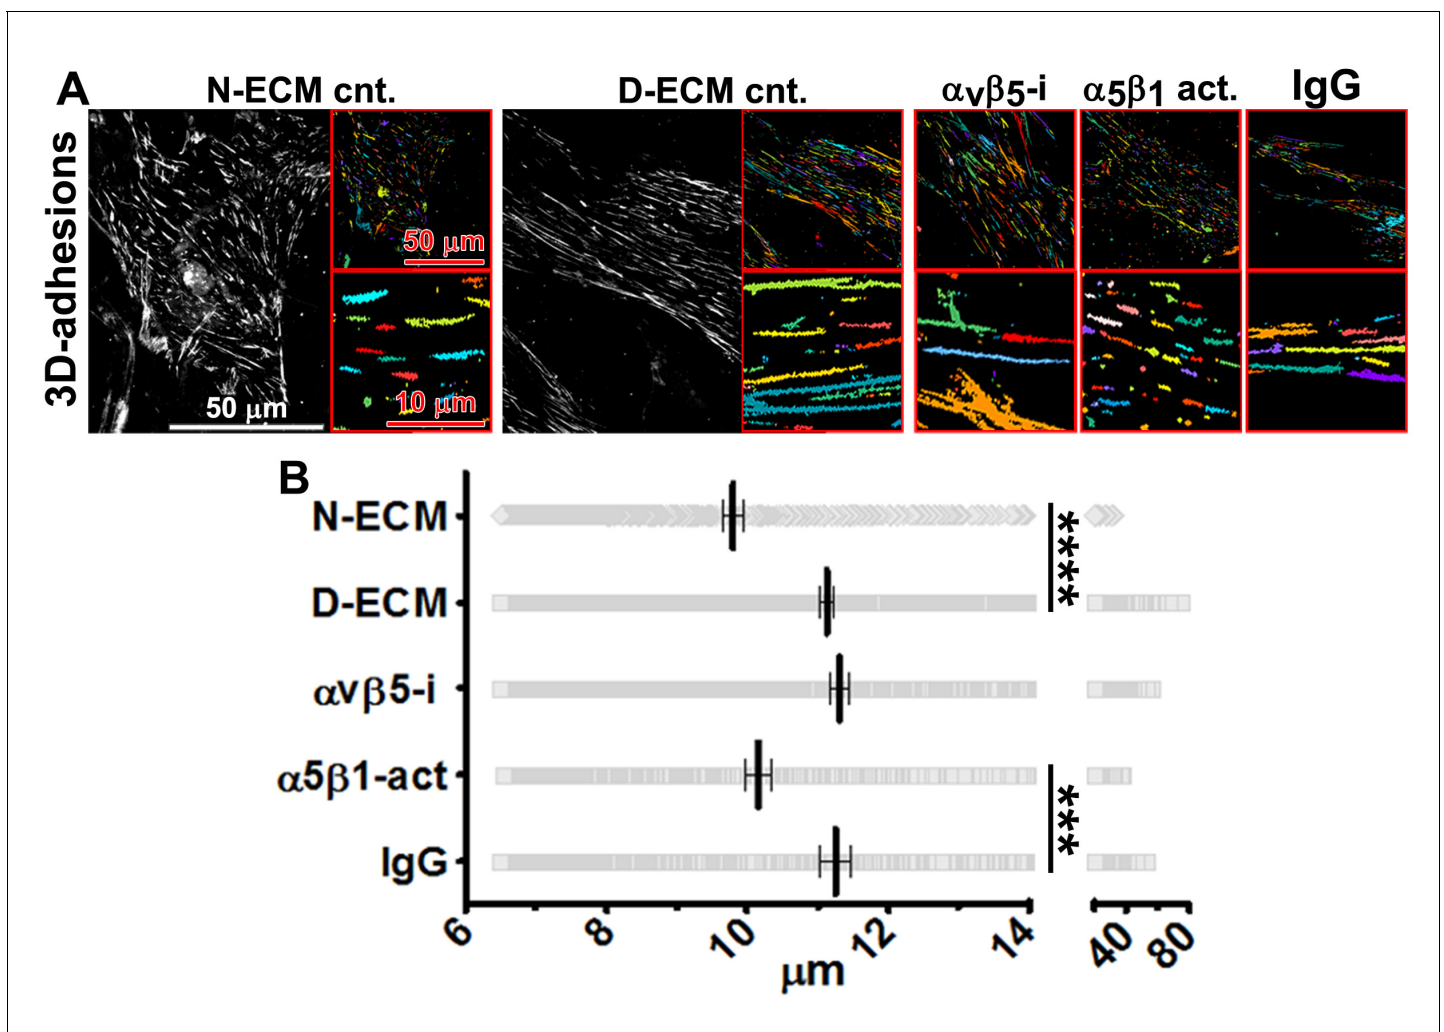 A
N-ECM cnt.
D-ECM cnt.
αvβ5-i
α5β1 act.
IgG
3D-adhesions
50 μm
50 μm
10 μm
B
N-ECM
D-ECM
αvβ5-i
α5β1-act
IgG
****
***
6 8 10 12 14 40 80
μm